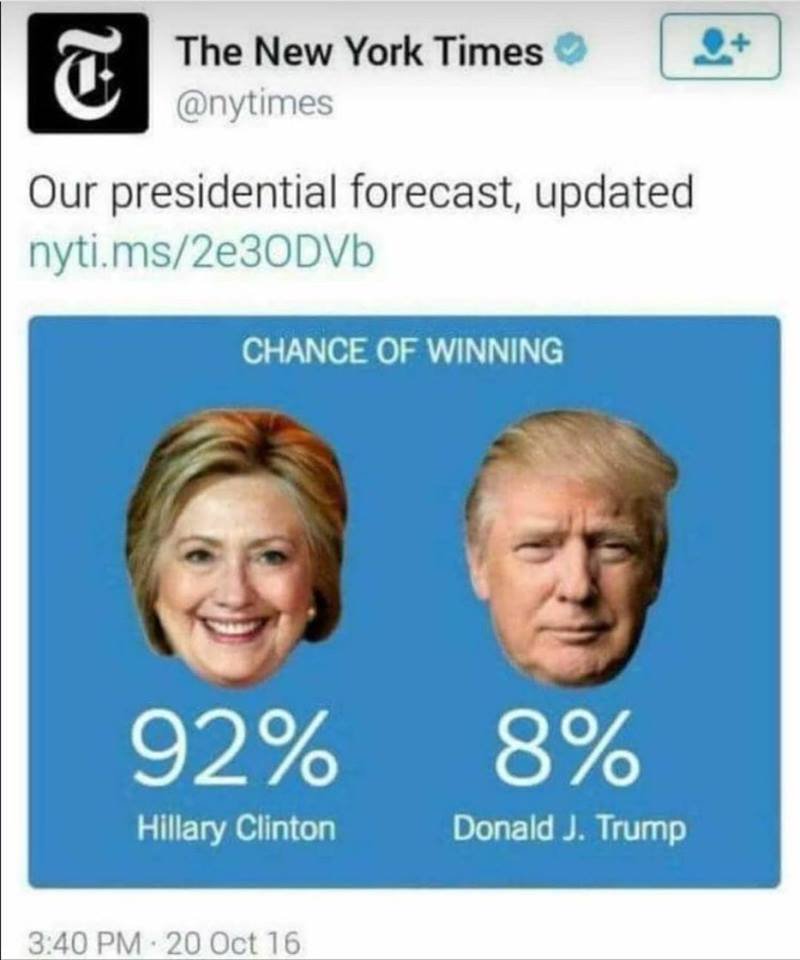 The New York Times
@nytimes
Our presidential forecast, updated
nyti.ms/2e3ODVb
CHANCE OF WINNING
92% 8%
Hillary Clinton Donald J. Trump
3:40 PM · 20 Oct 16